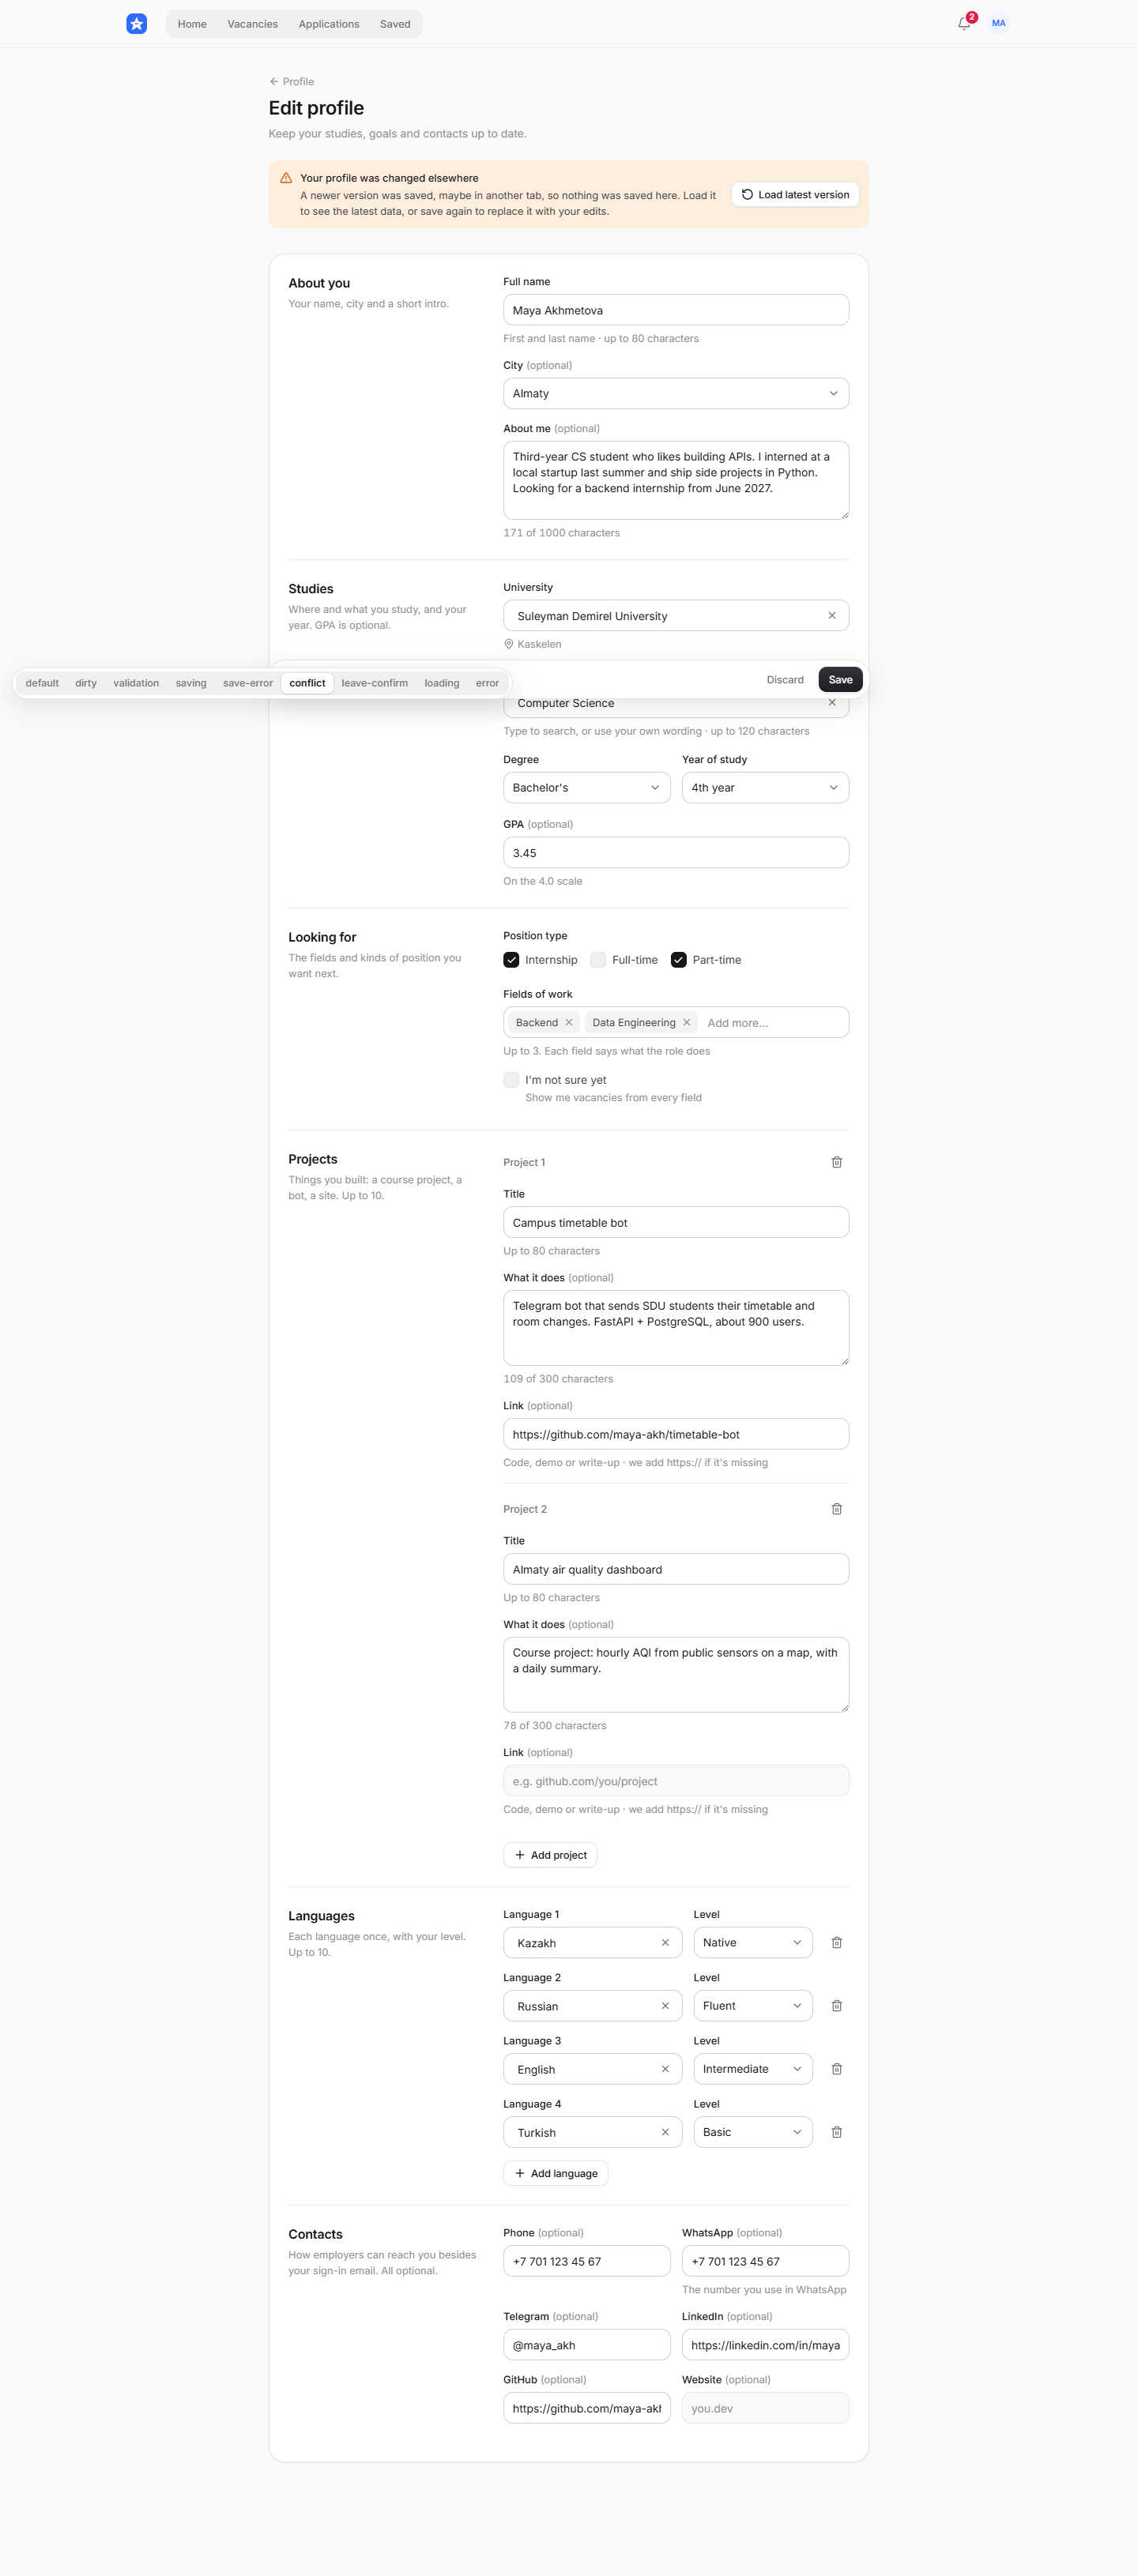 Home Vacancies Applications Saved
2
MA
Profile
Edit profile
Keep your studies, goals and contacts up to date.
Your profile was changed elsewhere
A newer version was saved, maybe in another tab, so nothing was saved here. Load it
to see the latest data, or save again to replace it with your edits.
Load latest version
About you
Your name, city and a short intro.
Full name
Maya Akhmetova
First and last name · up to 80 characters
City (optional)
Almaty
About me (optional)
Third-year CS student who likes building APIs. I interned at a
local startup last summer and ship side projects in Python.
Looking for a backend internship from June 2027.
171 of 1000 characters
Studies
Where and what you study, and your
year. GPA is optional.
University
Suleyman Demirel University
Kaskelen
default dirty validation saving save-error conflict leave-confirm loading error
Discard Save
Computer Science
Type to search, or use your own wording · up to 120 characters
Degree Year of study
Bachelor's 4th year
GPA (optional)
3.45
On the 4.0 scale
Looking for
The fields and kinds of position you
want next.
Position type
Internship Full-time Part-time
Fields of work
Backend Data Engineering Add more...
Up to 3. Each field says what the role does
I'm not sure yet
Show me vacancies from every field
Projects
Things you built: a course project, a
bot, a site. Up to 10.
Project 1
Title
Campus timetable bot
Up to 80 characters
What it does (optional)
Telegram bot that sends SDU students their timetable and
room changes. FastAPI + PostgreSQL, about 900 users.
109 of 300 characters
Link (optional)
https://github.com/maya-akh/timetable-bot
Code, demo or write-up · we add https:// if it's missing
Project 2
Title
Almaty air quality dashboard
Up to 80 characters
What it does (optional)
Course project: hourly AQI from public sensors on a map, with
a daily summary.
78 of 300 characters
Link (optional)
e.g. github.com/you/project
Code, demo or write-up · we add https:// if it's missing
Add project
Languages
Each language once, with your level.
Up to 10.
Language 1 Level
Kazakh Native
Language 2 Level
Russian Fluent
Language 3 Level
English Intermediate
Language 4 Level
Turkish Basic
Add language
Contacts
How employers can reach you besides
your sign-in email. All optional.
Phone (optional) WhatsApp (optional)
+7 701 123 45 67 +7 701 123 45 67
The number you use in WhatsApp
Telegram (optional) LinkedIn (optional)
@maya_akh https://linkedin.com/in/maya
GitHub (optional) Website (optional)
https://github.com/maya-akh you.dev